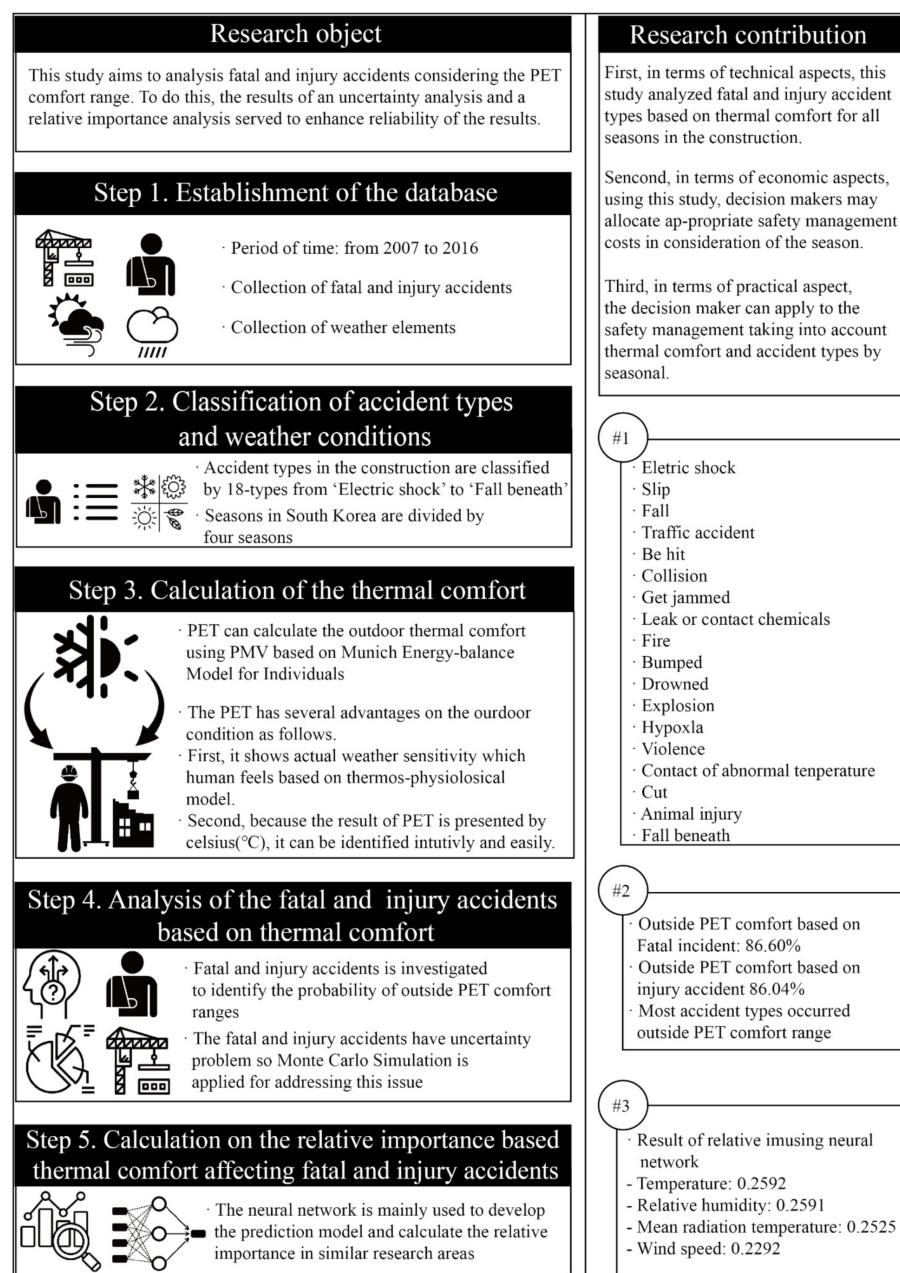 Research object
This study aims to analysis fatal and injury accidents considering the PET
comfort range. To do this, the results of an uncertainty analysis and a
relative importance analysis served to enhance reliability of the results.
Step 1. Establishment of the database
· Period of time: from 2007 to 2016
· Collection of fatal and injury accidents
· Collection of weather elements
Step 2. Classification of accident types
and weather conditions
· Accident types in the construction are classified
by 18-types from ‘Electric shock’ to ‘Fall beneath’
· Seasons in South Korea are divided by
four seasons
Step 3. Calculation of the thermal comfort
· PET can calculate the outdoor thermal comfort
using PMV based on Munich Energy-balance
Model for Individuals
· The PET has several advantages on the ourdoor
condition as follows.
· First, it shows actual weather sensitivity which
human feels based on thermos-physiolosical
model.
· Second, because the result of PET is presented by
celsius(°C), it can be identified intutivly and easily.
Step 4. Analysis of the fatal and injury accidents
based on thermal comfort
?
· Fatal and injury accidents is investigated
to identify the probability of outside PET comfort
ranges
· The fatal and injury accidents have uncertainty
problem so Monte Carlo Simulation is
applied for addressing this issue
Step 5. Calculation on the relative importance based
thermal comfort affecting fatal and injury accidents
· The neural network is mainly used to develop
the prediction model and calculate the relative
importance in similar research areas
Research contribution
First, in terms of technical aspects, this
study analyzed fatal and injury accident
types based on thermal comfort for all
seasons in the construction.
Sencond, in terms of economic aspects,
using this study, decision makers may
allocate ap-propriate safety management
costs in consideration of the season.
Third, in terms of practical aspect,
the decision maker can apply to the
safety management taking into account
thermal comfort and accident types by
seasonal.
#1
· Eletric shock
· Slip
· Fall
· Traffic accident
· Be hit
· Collision
· Get jammed
· Leak or contact chemicals
· Fire
· Bumped
· Drowned
· Explosion
· Hypoxla
· Violence
· Contact of abnormal tenperature
· Cut
· Animal injury
· Fall beneath
#2
· Outside PET comfort based on
Fatal incident: 86.60%
· Outside PET comfort based on
injury accident 86.04%
· Most accident types occurred
outside PET comfort range
#3
· Result of relative imusing neural
network
- Temperature: 0.2592
- Relative humidity: 0.2591
- Mean radiation temperature: 0.2525
- Wind speed: 0.2292